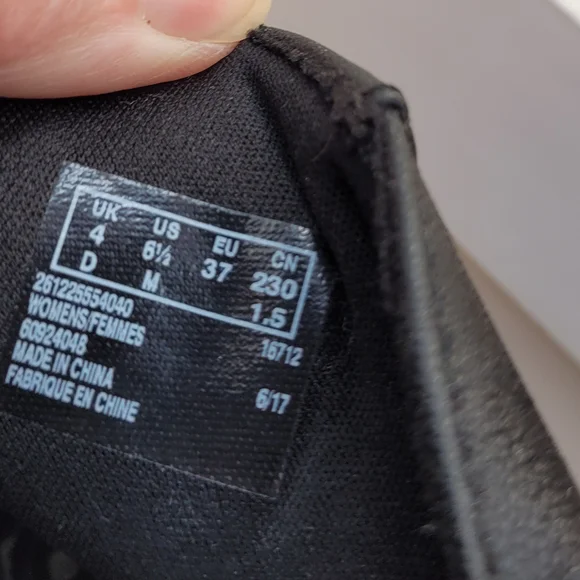 UK US EU CN
4 6½ 37 230
D M 1.5
261225554040
WOMENS/FEMMES 16712
60924048
MADE IN CHINA
FABRIQUE EN CHINE 6/17